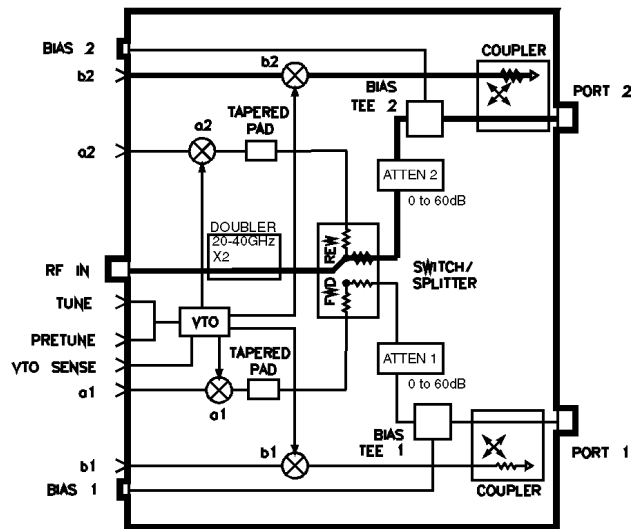 BIAS 2
b2
b2
COUPLER
BIAS
TEE 2
PORT 2
TAPERED
PAD
a2
a2
ATTEN 2
0 to 60dB
DOUBLER
20-40GHz
X2
REW
FWD
RF IN
SWITCH/
SPLITTER
TUNE
VTO
PRETUNE
VTO SENSE
TAPERED
PAD
ATTEN 1
0 to 60dB
a1
a1
BIAS
TEE 1
PORT 1
b1
b1
BIAS 1
COUPLER